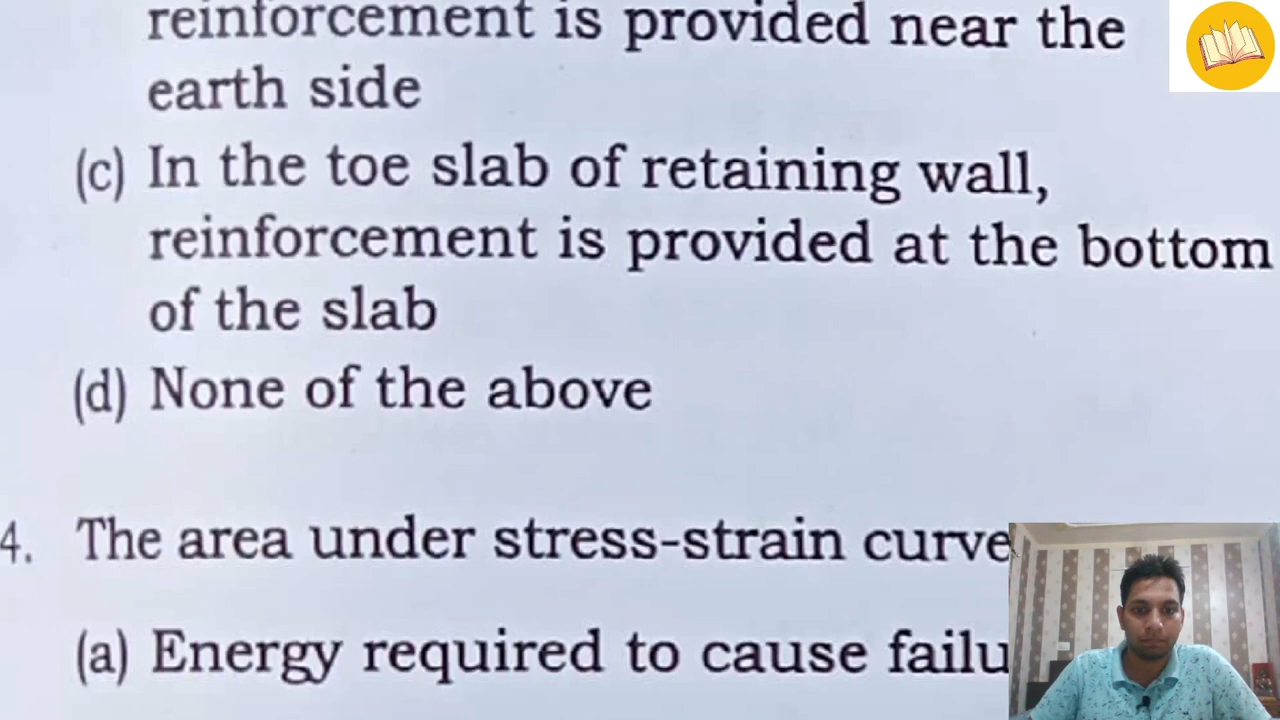 reinforcement is provided near the
earth side
(c) In the toe slab of retaining wall,
reinforcement is provided at the bottom
of the slab
(d) None of the above
4. The area under stress-strain curve
(a) Energy required to cause failu